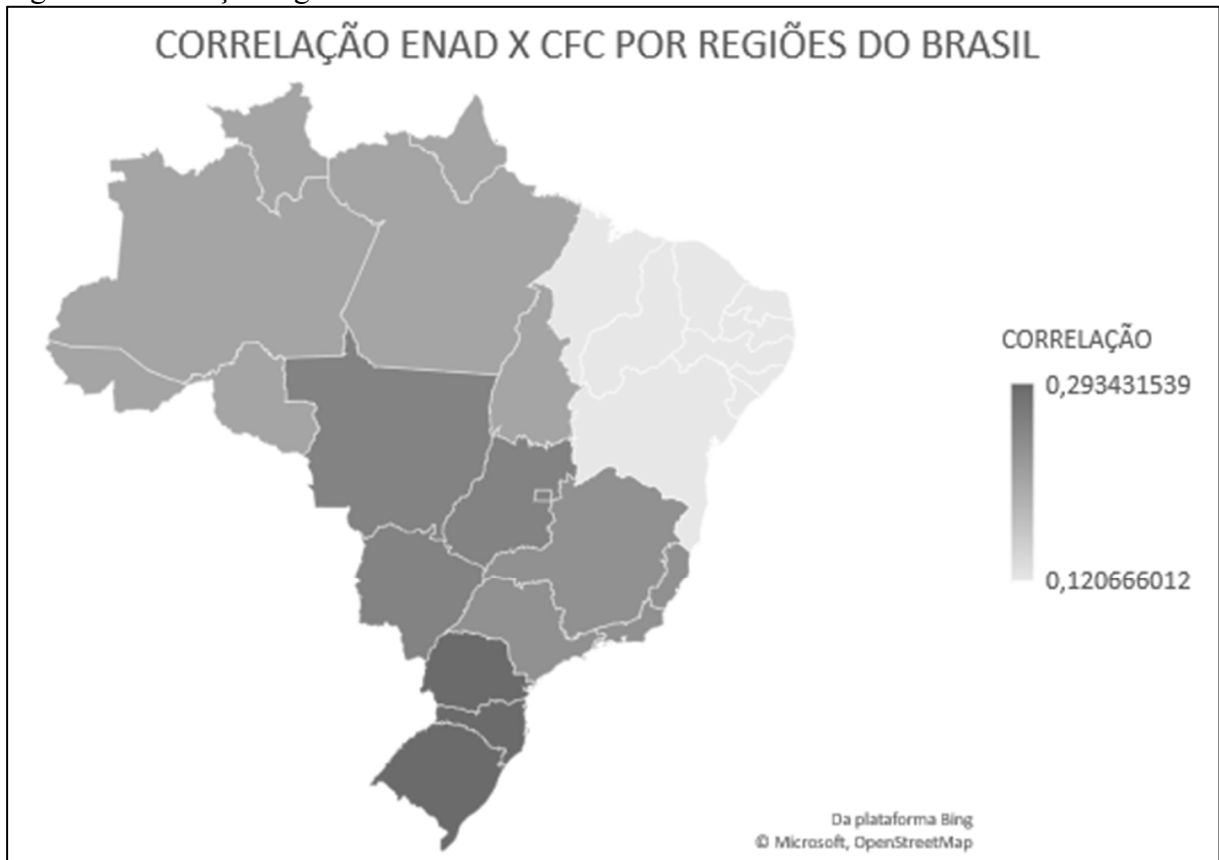 CORRELAÇÃO ENAD X CFC POR REGIÕES DO BRASIL
CORRELAÇÃO
0,293431539
0,120666012
Da plataforma Bing
© Microsoft, OpenStreetMap